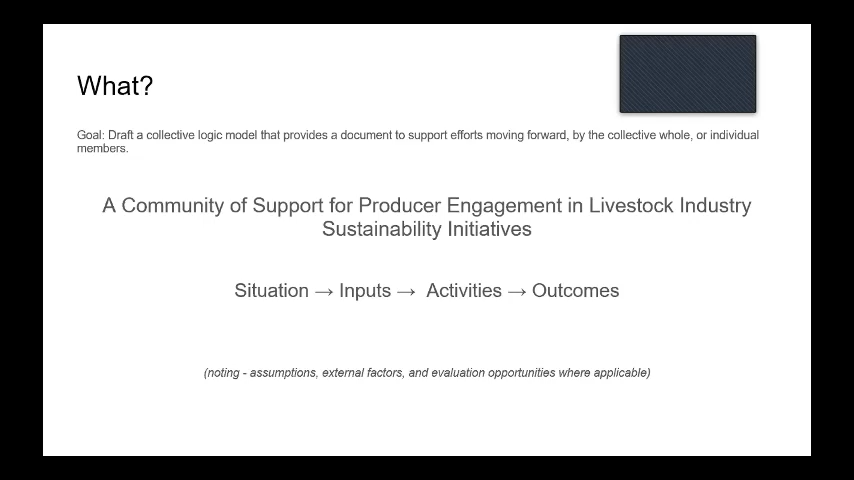 What?
Goal: Draft a collective logic model that provides a document to support efforts moving forward, by the collective whole, or individual
members.
A Community of Support for Producer Engagement in Livestock Industry
Sustainability Initiatives
Situation → Inputs → Activities → Outcomes
(noting - assumptions, external factors, and evaluation opportunities where applicable)